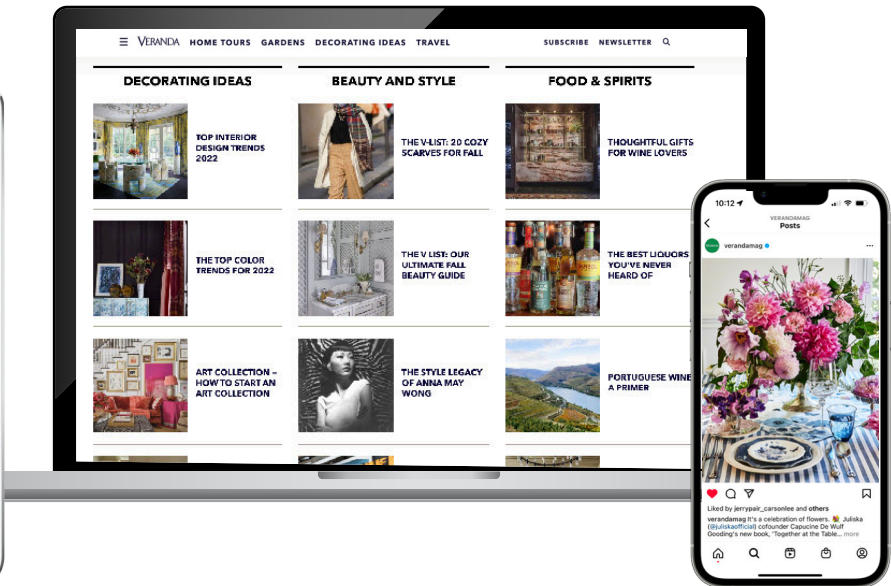 VERANDA HOME TOURS GARDENS DECORATING IDEAS TRAVEL SUBSCRIBE NEWSLETTER
DECORATING IDEAS
TOP INTERIOR
DESIGN TRENDS
2022
THE TOP COLOR
TRENDS FOR 2022
ART COLLECTION –
HOW TO START AN
ART COLLECTION
BEAUTY AND STYLE
THE V-LIST: 20 COZY
SCARVES FOR FALL
THE V LIST: OUR
ULTIMATE FALL
BEAUTY GUIDE
THE STYLE LEGACY
OF ANNA MAY
WONG
FOOD & SPIRITS
THOUGHTFUL GIFTS
FOR WINE LOVERS
THE BEST LIQUORS
YOU'VE NEVER
HEARD OF
PORTUGUESE WINE
A PRIMER
10:12
VERANDAMAG
Posts
verandamag
Liked by jerrypair_carsonlee and others
verandamag It's a celebration of flowers. 💐 Juliska
(@juliskaofficial) cofounder Capucine De Wulf
Gooding's new book, "Together at the Table... more